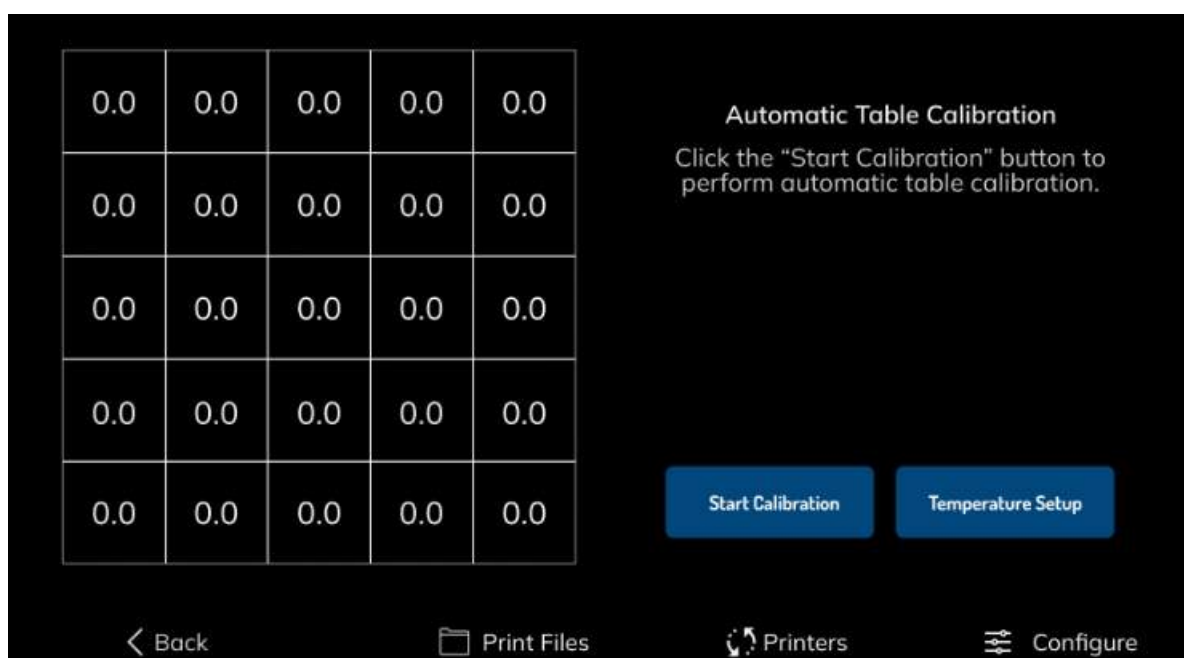 0.0 0.0 0.0 0.0 0.0
0.0 0.0 0.0 0.0 0.0
0.0 0.0 0.0 0.0 0.0
0.0 0.0 0.0 0.0 0.0
0.0 0.0 0.0 0.0 0.0
Automatic Table Calibration
Click the “Start Calibration” button to
perform automatic table calibration.
Start Calibration
Temperature Setup
Back
Print Files
Printers
Configure